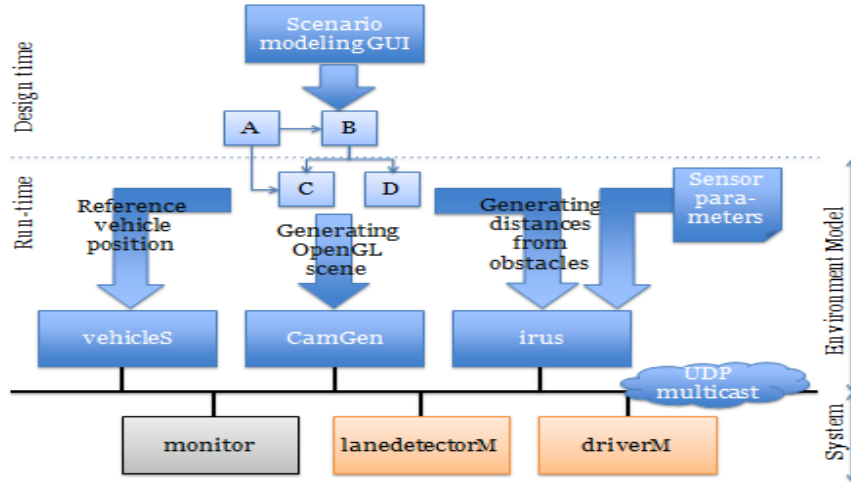 Scenario
modeling GUI
Design time
A
B
C
D
Run-time
Reference
vehicle
position
Generating
OpenGL
scene
Generating
distances
from
obstacles
Sensor
para-
meters
Environment Model
vehicleS
CamGen
irus
UDP
multicast
monitor
lanedetectorM
driverM
System